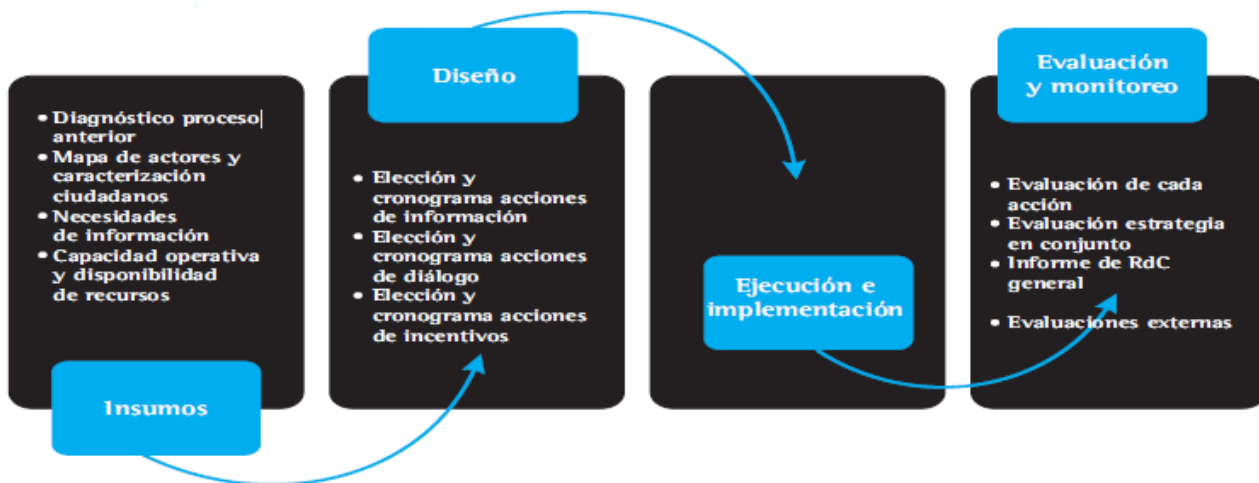 • Diagnóstico proceso
anterior
• Mapa de actores y
caracterización
ciudadanos
• Necesidades
de información
• Capacidad operativa
y disponibilidad
de recursos
Insumos
Diseño
• Elección y
cronograma acciones
de información
• Elección y
cronograma acciones
de diálogo
• Elección y
cronograma acciones
de incentivos
Ejecución e
implementación
Evaluación
y monitoreo
• Evaluación de cada
acción
• Evaluación estrategia
en conjunto
• Informe de RdC
general
• Evaluaciones externas